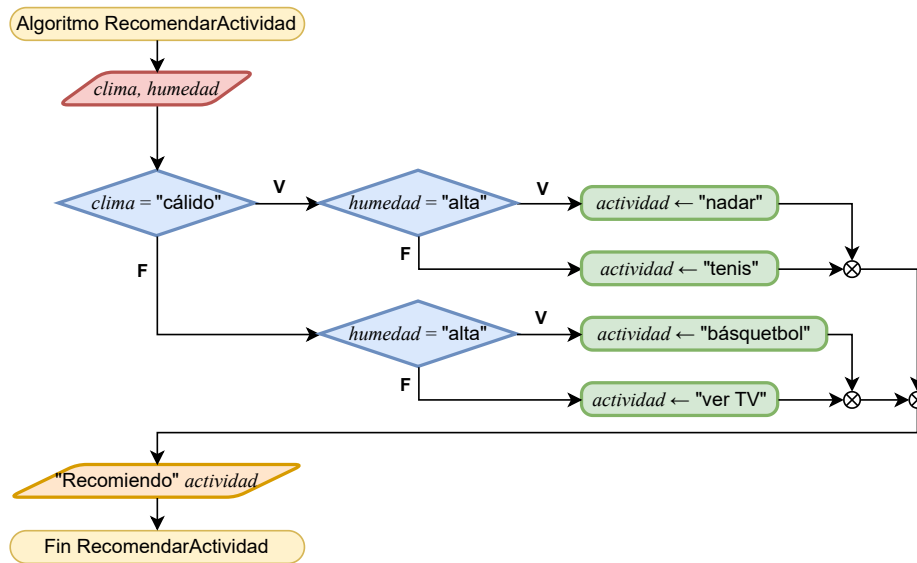 Algoritmo RecomendarActividad
clima, humedad
clima = "cálido"
V
humedad = "alta"
V
actividad ← "nadar"
F
F
actividad ← "tenis"
humedad = "alta"
V
actividad ← "básquetbol"
F
actividad ← "ver TV"
"Recomiendo" actividad
Fin RecomendarActividad